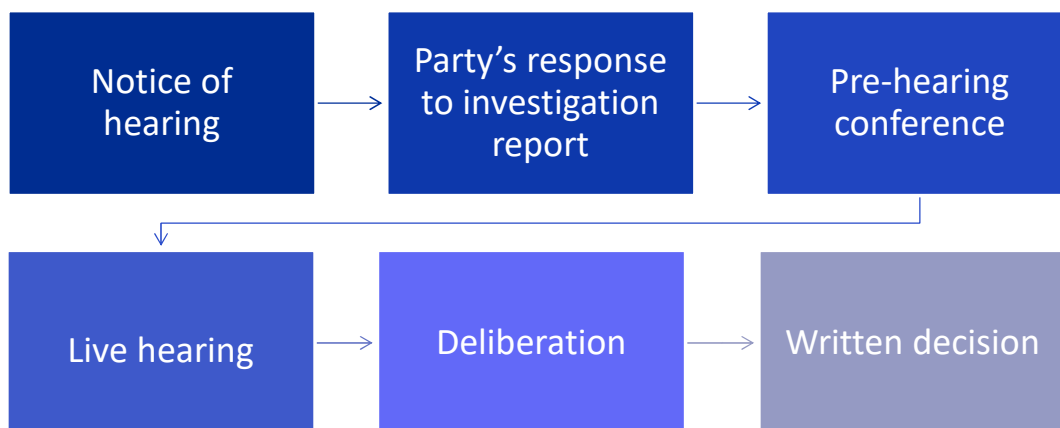 Notice of
hearing
Party’s response
to investigation
report
Pre-hearing
conference
Live hearing
Deliberation
Written decision